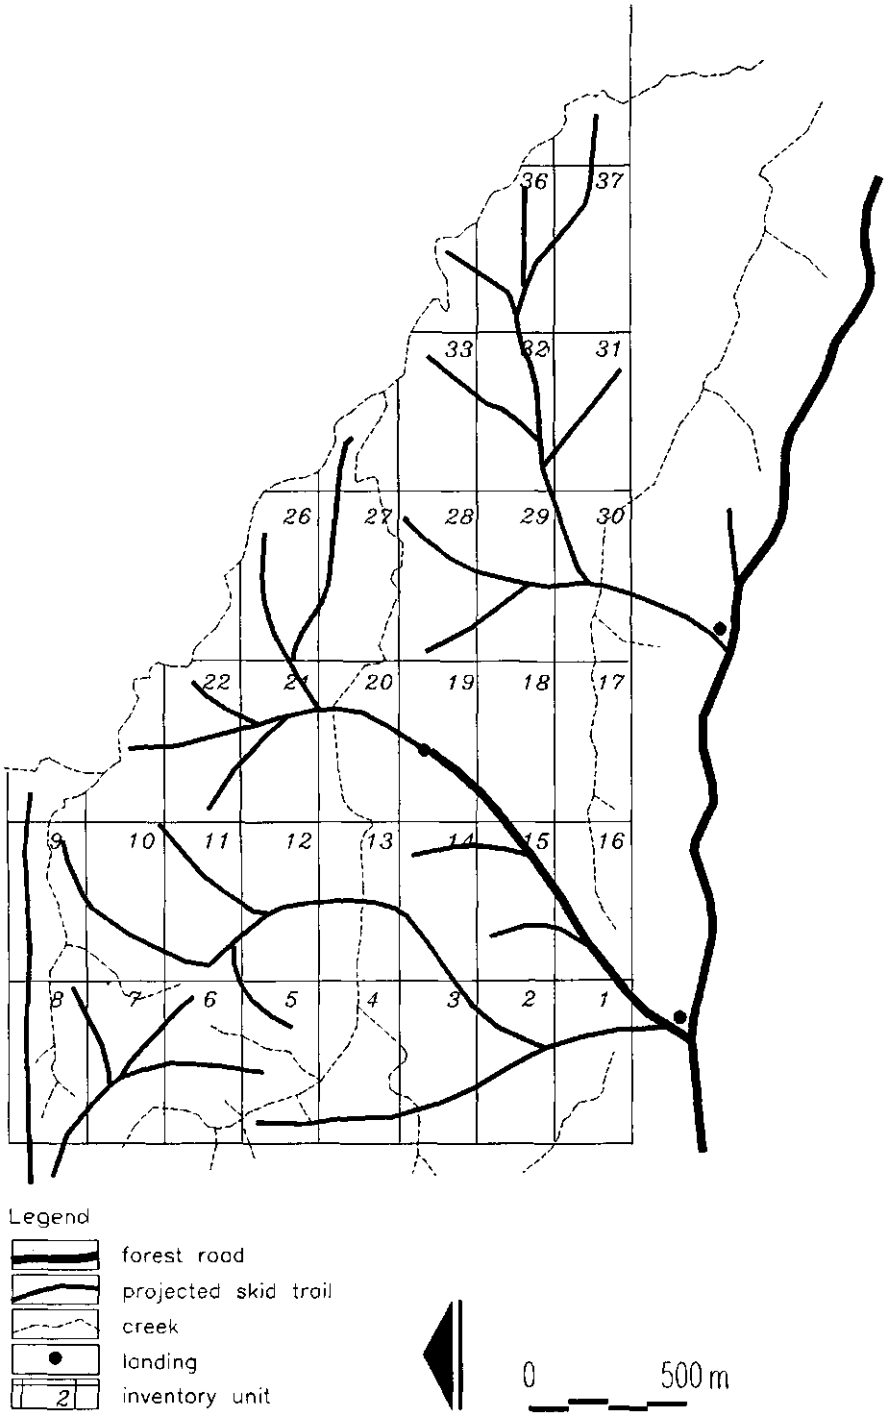 36 37
33 32 31
26 27 28 29 30
22 21 20 19 18 17
9 10 11 12 13 14 15 16
8 7 6 5 4 3 2 1
Legend
forest road
projected skid trail
creek
landing
2 inventory unit
0 500 m